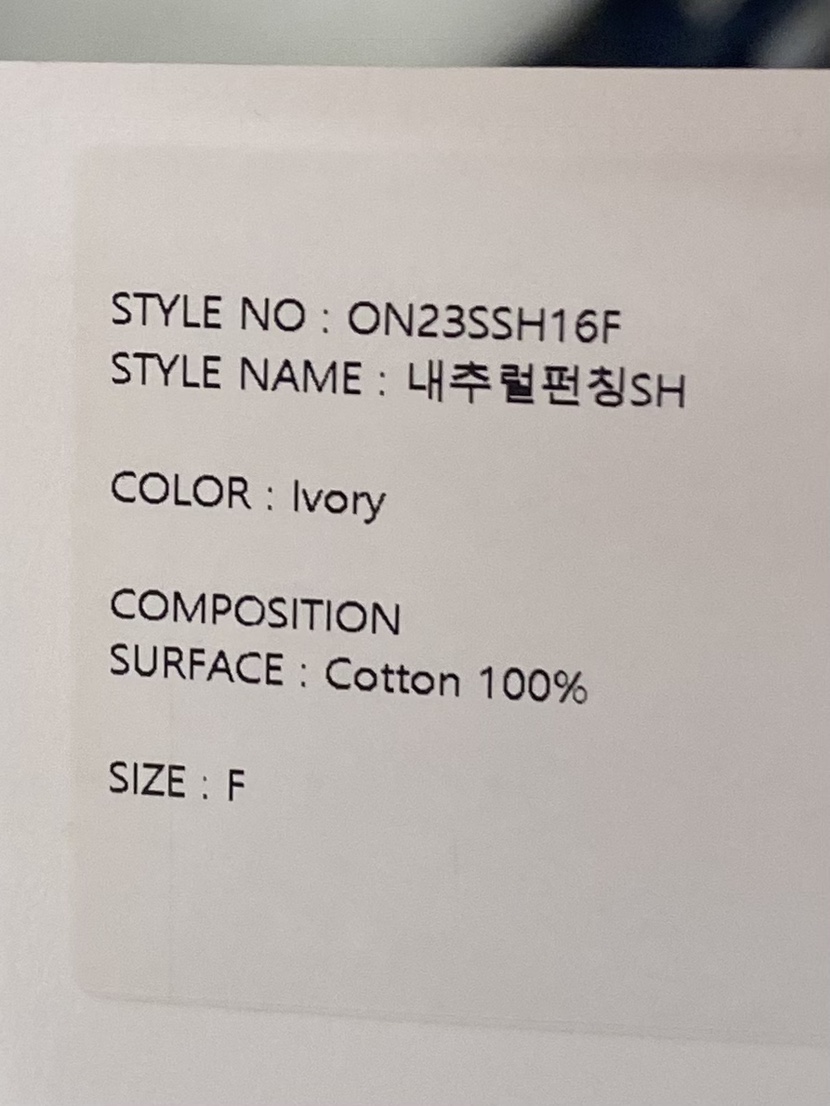 STYLE NO : ON23SSH16F
STYLE NAME : 내추럴펀칭SH
COLOR : Ivory
COMPOSITION
SURFACE : Cotton 100%
SIZE : F